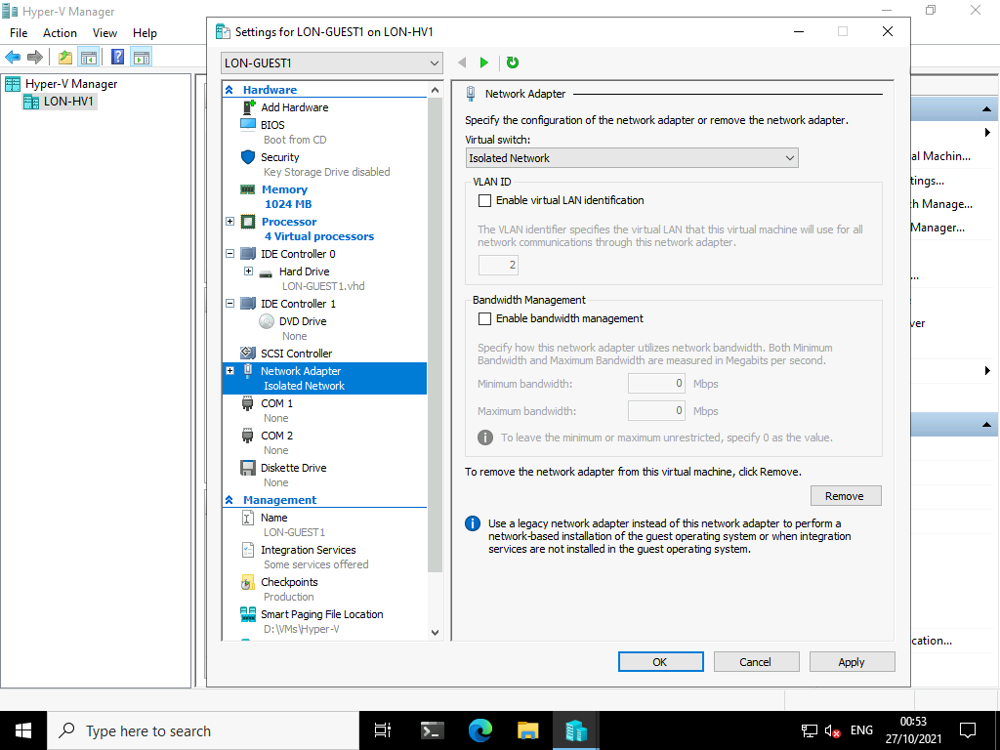 Hyper-V Manager
File Action View Help
Hyper-V Manager
LON-HV1
Settings for LON-GUEST1 on LON-HV1
LON-GUEST1
Hardware
Add Hardware
BIOS
Boot from CD
Security
Key Storage Drive disabled
Memory
1024 MB
Processor
4 Virtual processors
IDE Controller 0
Hard Drive
LON-GUEST1.vhd
IDE Controller 1
DVD Drive
None
SCSI Controller
Network Adapter
Isolated Network
COM 1
None
COM 2
None
Diskette Drive
None
Management
Name
LON-GUEST1
Integration Services
Some services offered
Checkpoints
Production
Smart Paging File Location
D:\VMs\Hyper-V
Network Adapter
Specify the configuration of the network adapter or remove the network adapter.
Virtual switch:
Isolated Network
VLAN ID
Enable virtual LAN identification
The VLAN identifier specifies the virtual LAN that this virtual machine will use for all
network communications through this network adapter.
2
Bandwidth Management
Enable bandwidth management
Specify how this network adapter utilizes network bandwidth. Both Minimum
Bandwidth and Maximum Bandwidth are measured in Megabits per second.
Minimum bandwidth: 0 Mbps
Maximum bandwidth: 0 Mbps
To leave the minimum or maximum unrestricted, specify 0 as the value.
To remove the network adapter from this virtual machine, click Remove.
Remove
Use a legacy network adapter instead of this network adapter to perform a
network-based installation of the guest operating system or when integration
services are not installed in the guest operating system.
OK Cancel Apply
al Machin...
tings...
h Manage...
Manager...
...
ver
cation...
Type here to search
ENG
00:53
27/10/2021